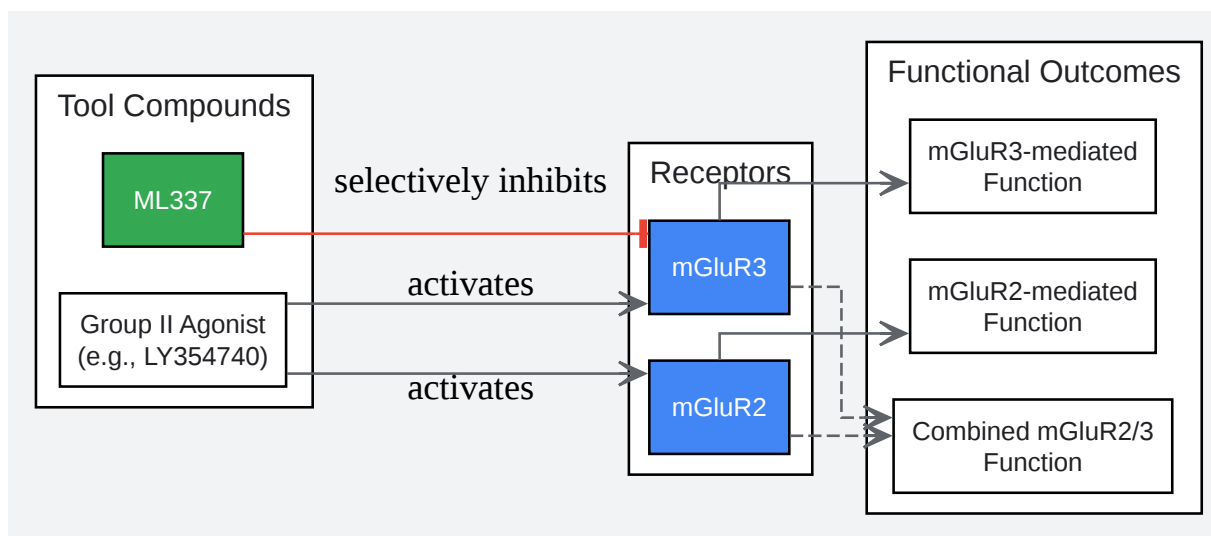 Tool Compounds
ML337
Group II Agonist
(e.g., LY354740)
selectively inhibits
activates
activates
Receptors
mGluR3
mGluR2
Functional Outcomes
mGluR3-mediated
Function
mGluR2-mediated
Function
Combined mGluR2/3
Function